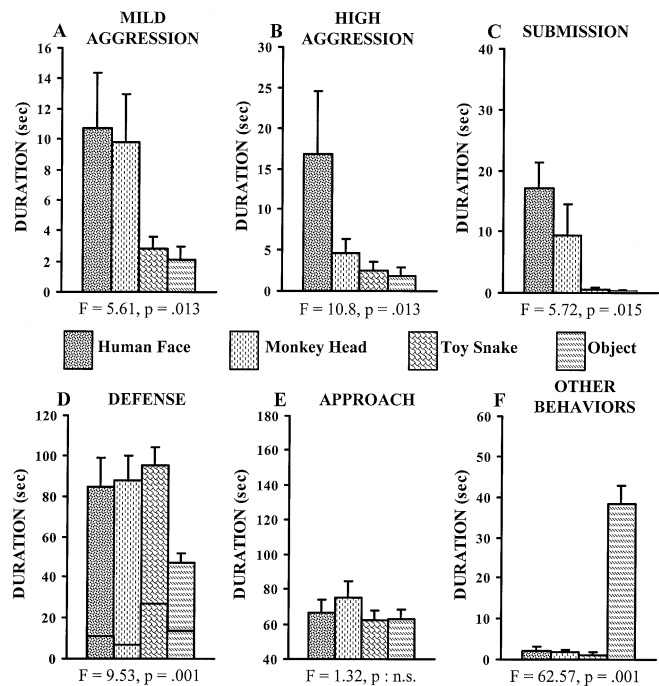 A MILD AGGRESSION
B HIGH AGGRESSION
C SUBMISSION
DURATION (sec)
16
14
12
10
8
6
4
2
0
F = 5.61, p = .013
DURATION (sec)
30
25
20
15
10
5
0
F = 10.8, p = .013
DURATION (sec)
40
30
20
10
0
F = 5.72, p = .015
Human Face
Monkey Head
Toy Snake
Object
D DEFENSE
DURATION (sec)
120
100
80
60
40
20
0
F = 9.53, p = .001
E APPROACH
DURATION (sec)
180
160
140
120
100
80
60
40
F = 1.32, p : n.s.
F OTHER BEHAVIORS
DURATION (sec)
60
50
40
30
20
10
0
F = 62.57, p = .001